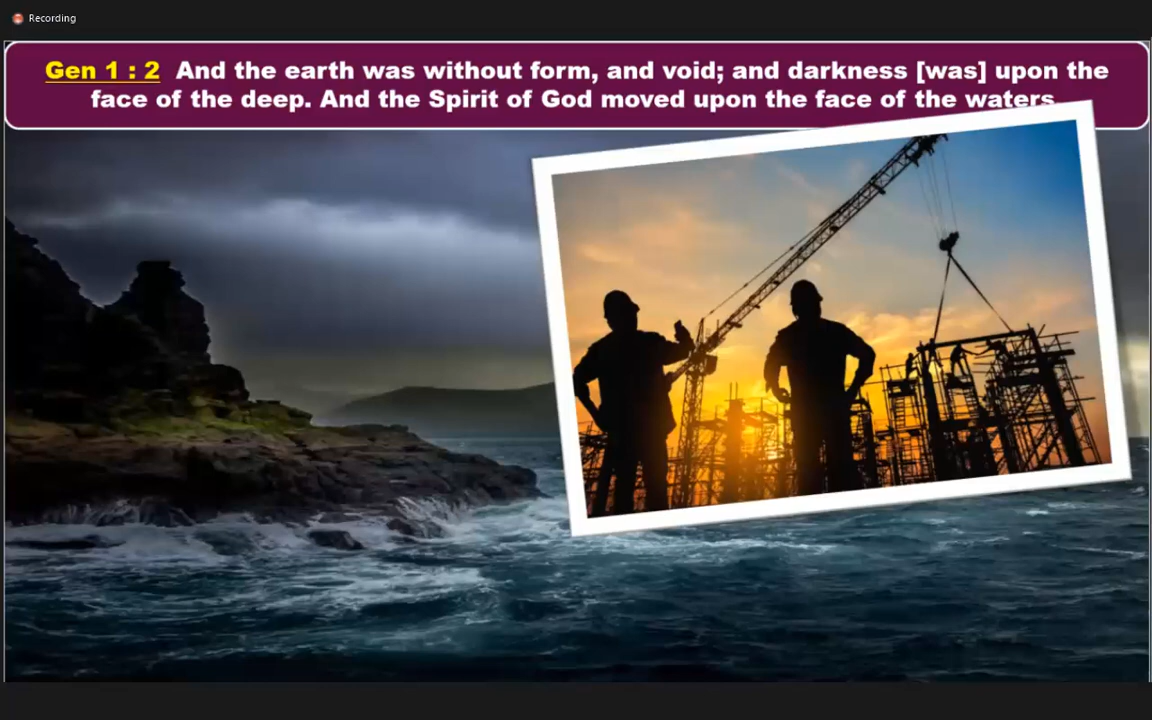 Recording
Gen 1 : 2 And the earth was without form, and void; and darkness [was] upon the
face of the deep. And the Spirit of God moved upon the face of the waters